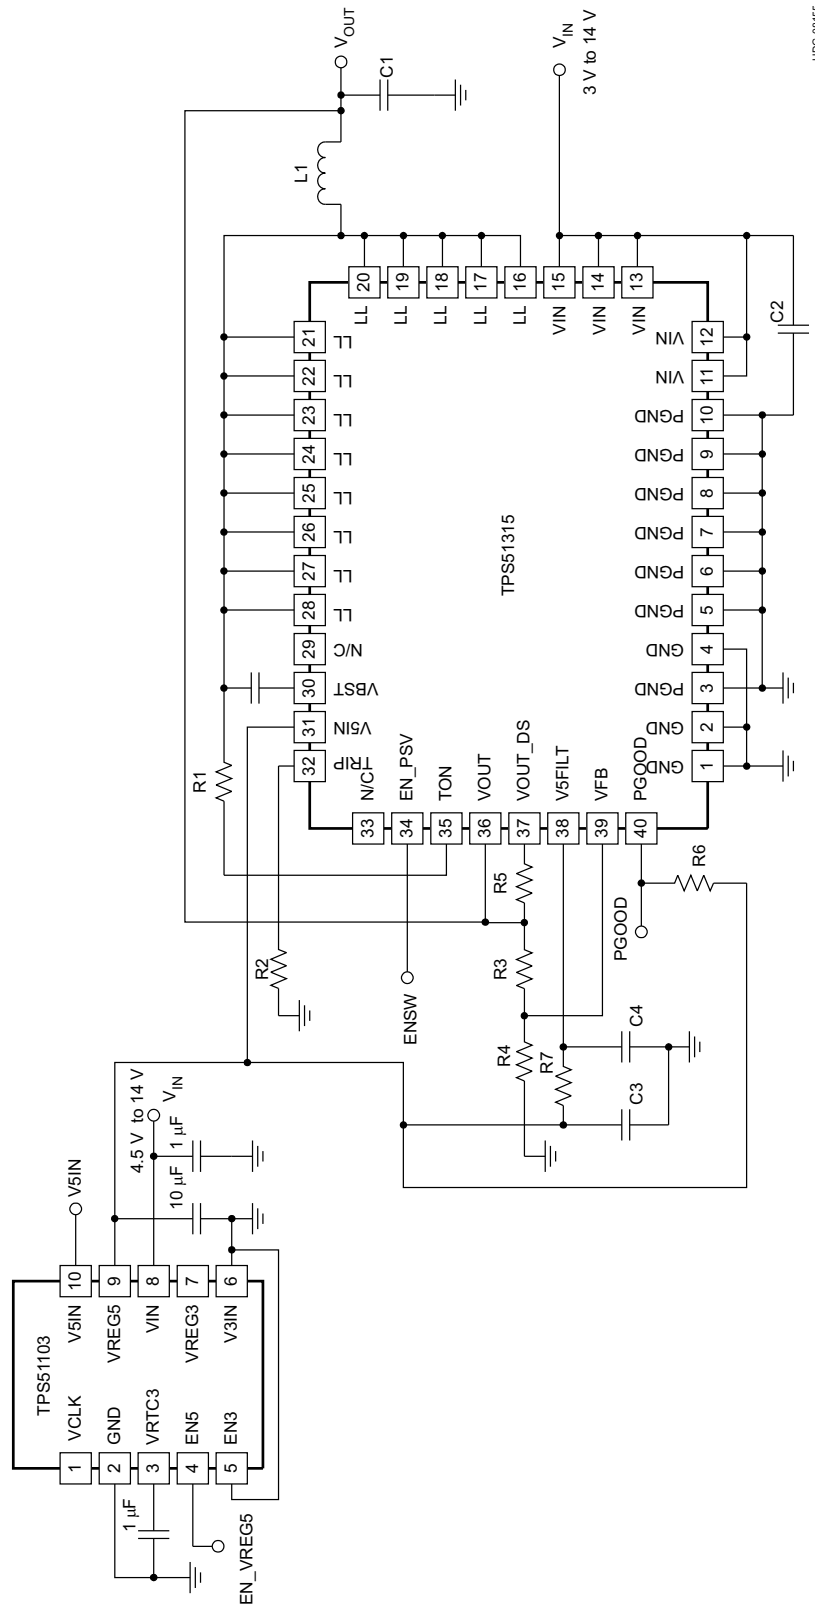 TPS51103
1 VCLK
2 GND
3 VRTC3
4 EN5
5 EN3
V5IN 10
VREG5 9
VIN 8
VREG3 7
V3IN 6
1 µF
EN_VREG5
V5IN
4.5 V to 14 V
VIN
10 µF
1 µF
R1
R2
ENSW
R3
R4
R5
R7
C3
C4
PGOOD
R6
TPS51315
32 TRIP
31 V5IN
30 VBST
29 N/C
28 LL
27 LL
26 LL
25 LL
24 LL
23 LL
22 LL
21 LL
33 N/C
34 EN_PSV
35 TON
36 VOUT
37 VOUT_DS
38 V5FILT
39 VFB
40 PGOOD
LL 20
LL 19
LL 18
LL 17
LL 16
VIN 15
VIN 14
VIN 13
GND 1
GND 2
PGND 3
GND 4
PGND 5
PGND 6
PGND 7
PGND 8
PGND 9
PGND 10
VIN 11
VIN 12
L1
VOUT
C1
VIN
3 V to 14 V
C2